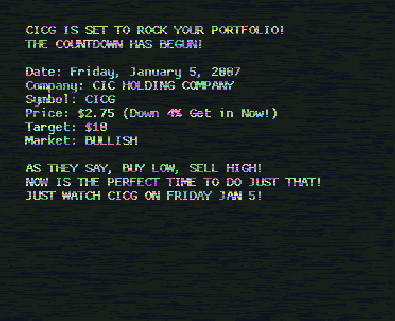 CICG IS SET TO ROCK YOUR PORTFOLIO!
THE COUNTDOWN HAS BEGUN!
Date: Friday, January 5, 2007
Company: CIC HOLDING COMPANY
Symbol: CICG
Price: $2.75 (Down 4% Get in Now!)
Target: $10
Market: BULLISH
AS THEY SAY, BUY LOW, SELL HIGH!
NOW IS THE PERFECT TIME TO DO JUST THAT!
JUST WATCH CICG ON FRIDAY JAN 5!